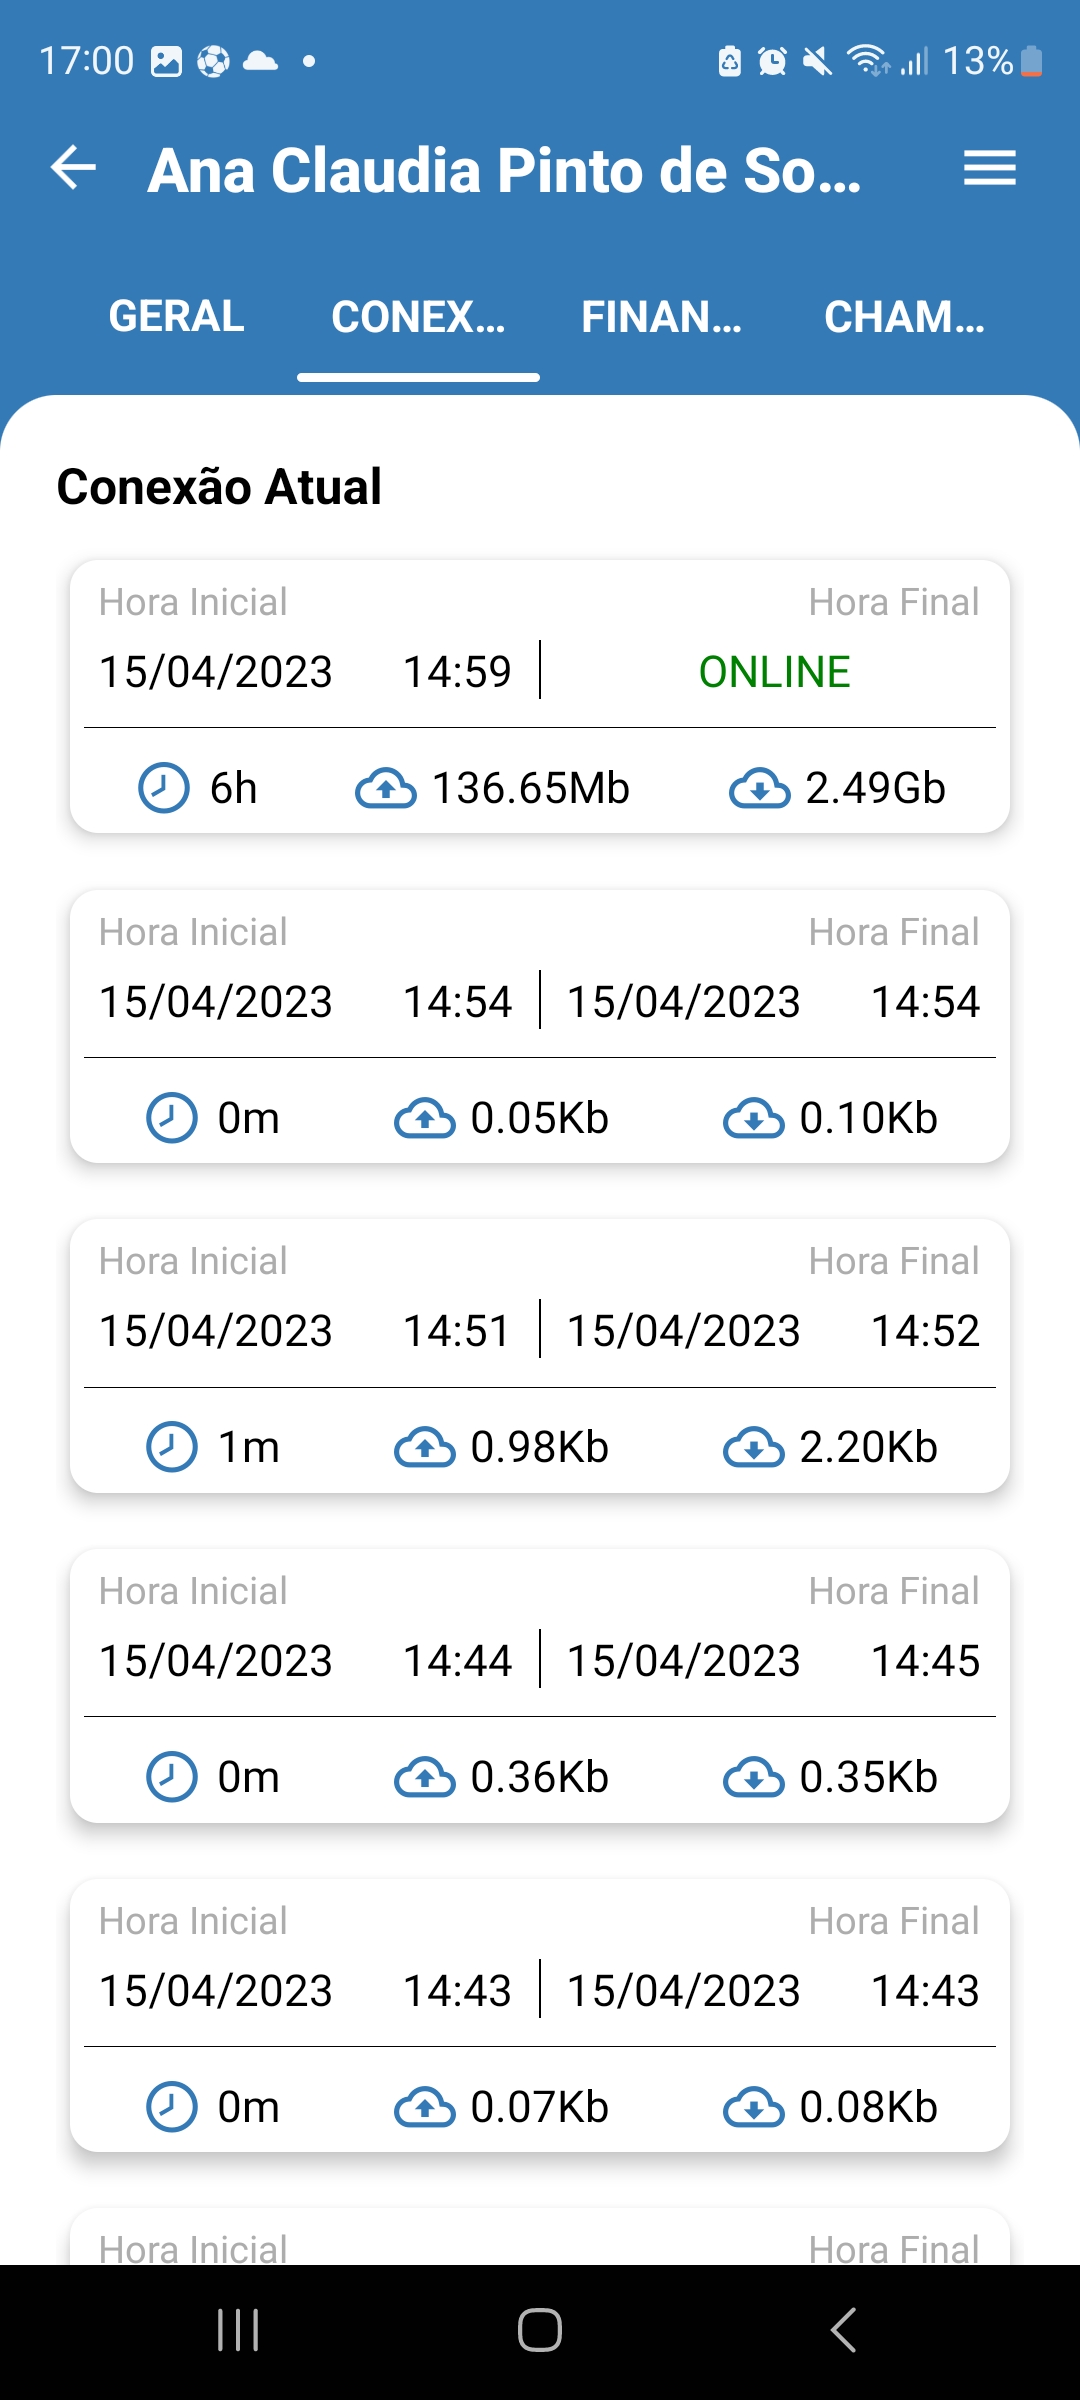 17:00 13%
Ana Claudia Pinto de So...
GERAL CONEX... FINAN... CHAM...
Conexão Atual
Hora Inicial Hora Final
15/04/2023 14:59 ONLINE
6h 136.65Mb 2.49Gb
Hora Inicial Hora Final
15/04/2023 14:54 15/04/2023 14:54
0m 0.05Kb 0.10Kb
Hora Inicial Hora Final
15/04/2023 14:51 15/04/2023 14:52
1m 0.98Kb 2.20Kb
Hora Inicial Hora Final
15/04/2023 14:44 15/04/2023 14:45
0m 0.36Kb 0.35Kb
Hora Inicial Hora Final
15/04/2023 14:43 15/04/2023 14:43
0m 0.07Kb 0.08Kb
Hora Inicial Hora Final